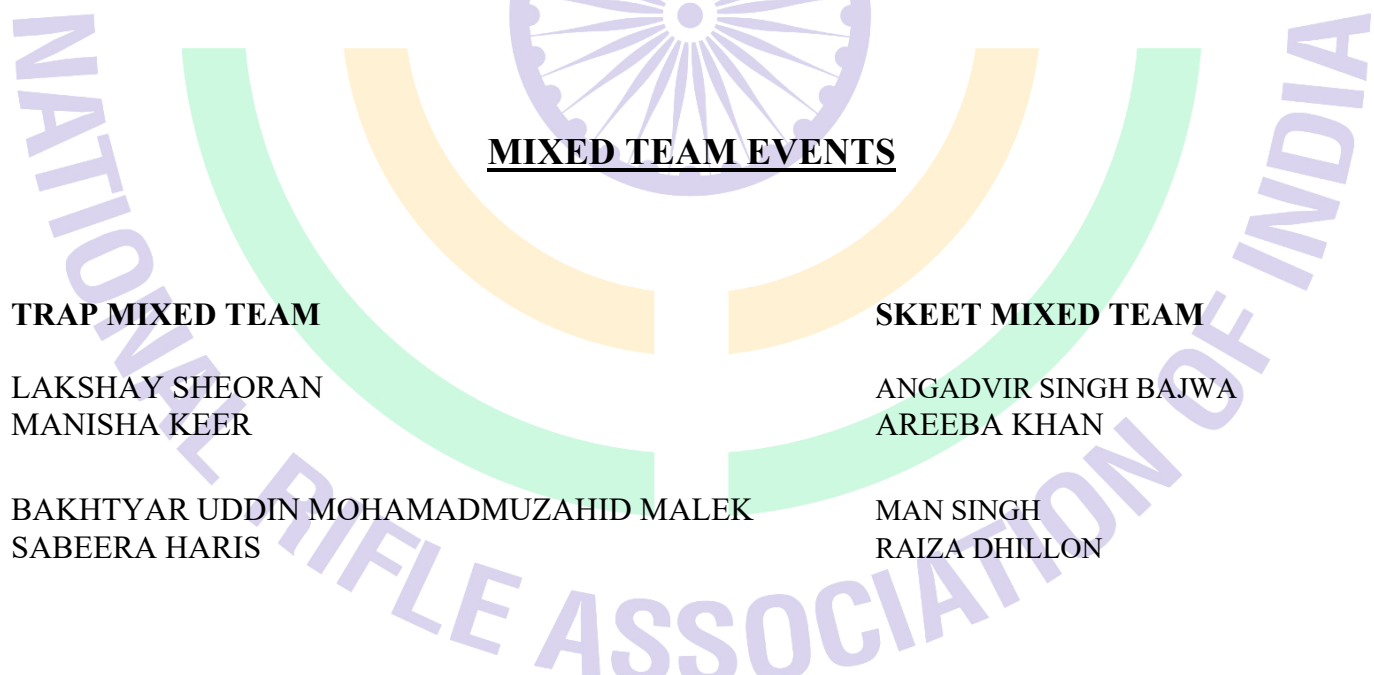 NATIONAL RIFLE ASSOCIATION OF INDIA
MIXED TEAM EVENTS
TRAP MIXED TEAM
LAKSHAY SHEORAN
MANISHA KEER
BAKHTYAR UDDIN MOHAMADMUZAHID MALEK
SABEERA HARIS
SKEET MIXED TEAM
ANGADVIR SINGH BAJWA
AREEBA KHAN
MAN SINGH
RAIZA DHILLON